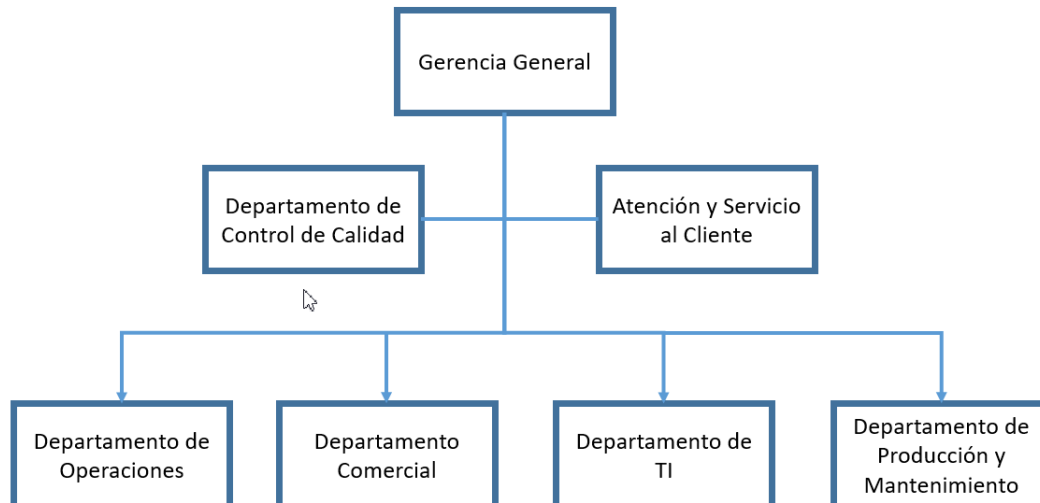 Gerencia General
Departamento de
Control de Calidad
Atención y Servicio
al Cliente
Departamento de
Operaciones
Departamento
Comercial
Departamento de
TI
Departamento de
Producción y
Mantenimiento